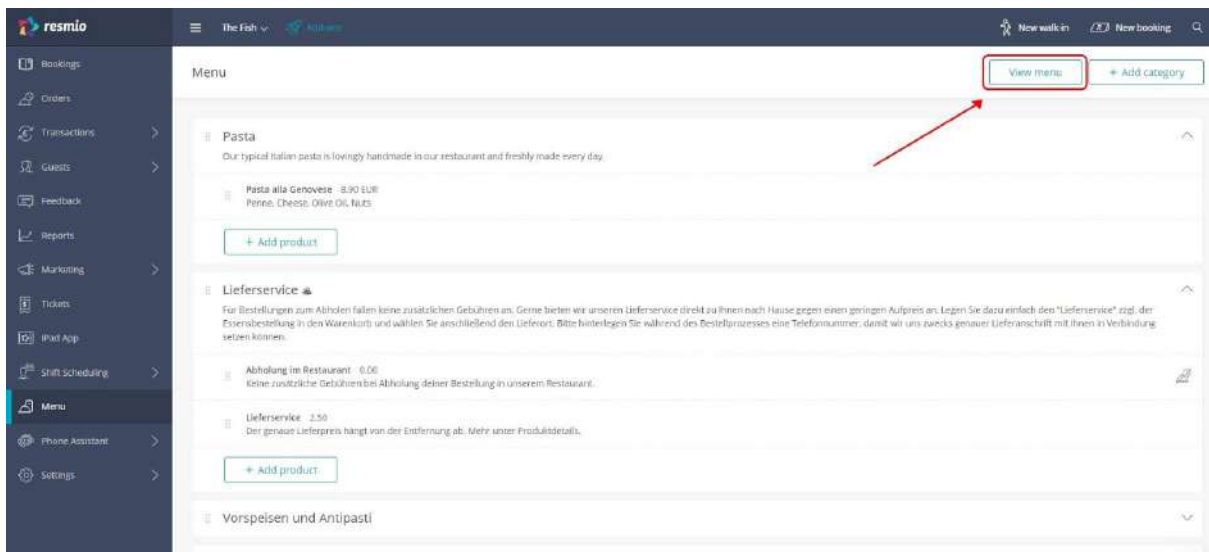 resmio
The Fish
New walk-in
New booking
Bookings
Orders
Transactions
Guests
Feedback
Reports
Marketing
Tickets
iPad App
Shift Scheduling
Menu
Phone Assistant
Settings
Menu
View menu
+ Add category
Pasta
Our typical Italian pasta is lovingly handmade in our restaurant and freshly made every day.
Pasta alla Genovese 8.90 EUR
Penne, Cheese, Olive Oil, Nuts
+ Add product
Lieferservice
Für Bestellungen zum Abholen fallen keine zusätzlichen Gebühren an. Gerne bieten wir unseren Lieferservice direkt zu Ihnen nach Hause gegen einen geringen Aufpreis an. Legen Sie dazu einfach den "Lieferservice" zzgl. der
Essensbestellung in den Warenkorb und wählen Sie anschließend den Lieferort. Bitte hinterlegen Sie während des Bestellprozesses eine Telefonnummer, damit wir uns zwecks genauer Lieferanschrift mit Ihnen in Verbindung
setzen können.
Abholung im Restaurant 0.00
Keine zusätzliche Gebühren bei Abholung deiner Bestellung in unserem Restaurant.
Lieferservice 2.50
Der genaue Lieferpreis hängt von der Entfernung ab. Mehr unter Produktdetails.
+ Add product
Vorspeisen und Antipasti